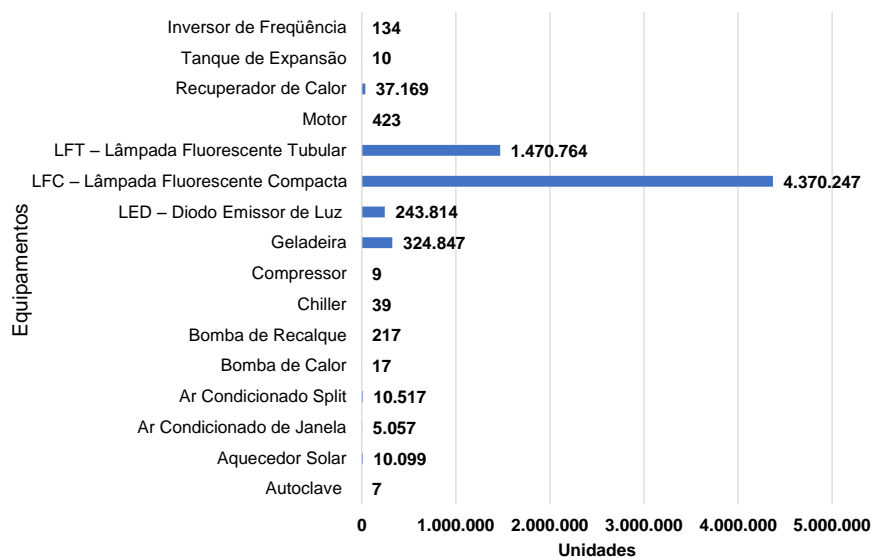 Inversor de Freqüência 134
Tanque de Expansão 10
Recuperador de Calor 37.169
Motor 423
LFT – Lâmpada Fluorescente Tubular 1.470.764
LFC – Lâmpada Fluorescente Compacta 4.370.247
LED – Diodo Emissor de Luz 243.814
Geladeira 324.847
Compressor 9
Chiller 39
Bomba de Recalque 217
Bomba de Calor 17
Ar Condicionado Split 10.517
Ar Condicionado de Janela 5.057
Aquecedor Solar 10.099
Autoclave 7
Equipamentos
0 1.000.000 2.000.000 3.000.000 4.000.000 5.000.000
Unidades